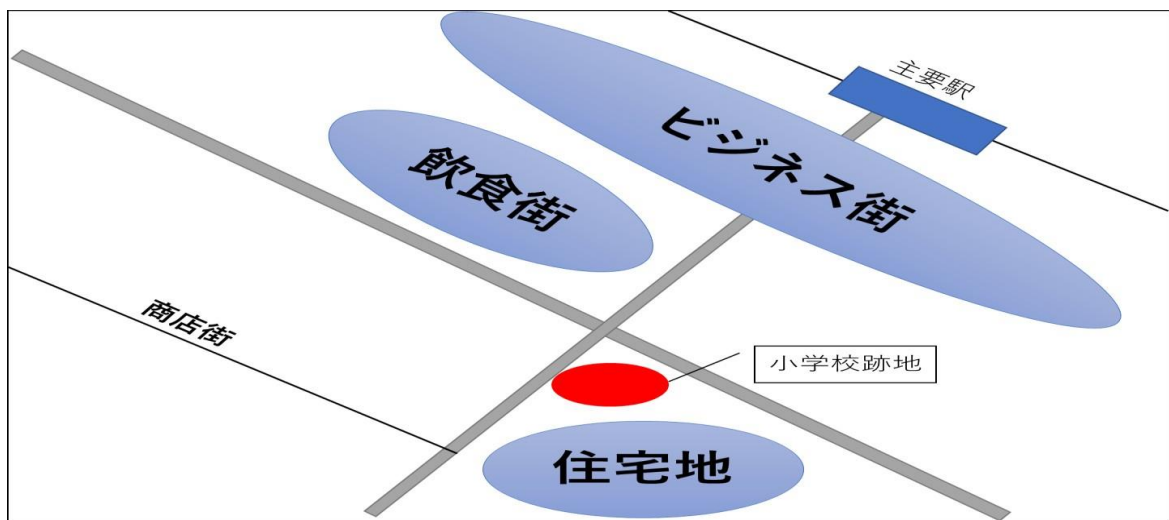 主要駅
ビジネス街
飲食街
商店街
小学校跡地
住宅地